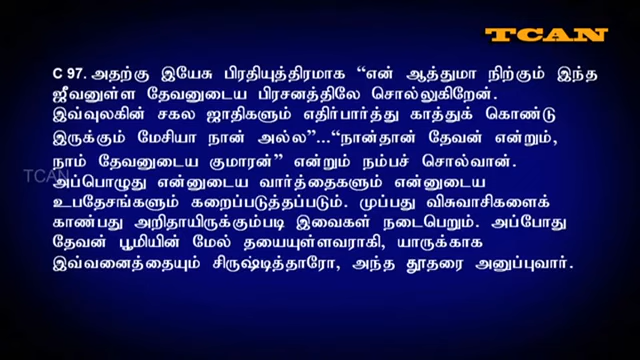 TCAN
C 97. அதற்கு இயேசு பிரதியுத்திரமாக “என் ஆத்துமா நிற்கும் இந்த
ஜீவனுள்ள தேவனுடைய பிரசனத்திலே சொல்லுகிறேன்.
இவ்வுலகின் சகல ஜாதிகளும் எதிர்பார்த்து காத்துக் கொண்டு
இருக்கும் மேசியா நான் அல்ல”...“நான்தான் தேவன் என்றும்,
நாம் தேவனுடைய குமாரன்” என்றும் நம்பச் சொல்வான்.
TCAN
அப்பொழுது என்னுடைய வார்த்தைகளும் என்னுடைய
உபதேசங்களும் கறைப்படுத்தப்படும். முப்பது விசுவாசிகளைக்
காண்பது அறிதாயிருக்கும்படி இவைகள் நடைபெறும். அப்போது
தேவன் பூமியின் மேல் தயையுள்ளவராகி, யாருக்காக
இவ்வனைத்தையும் சிருஷ்டித்தாரோ, அந்த தூதரை அனுப்புவார்.